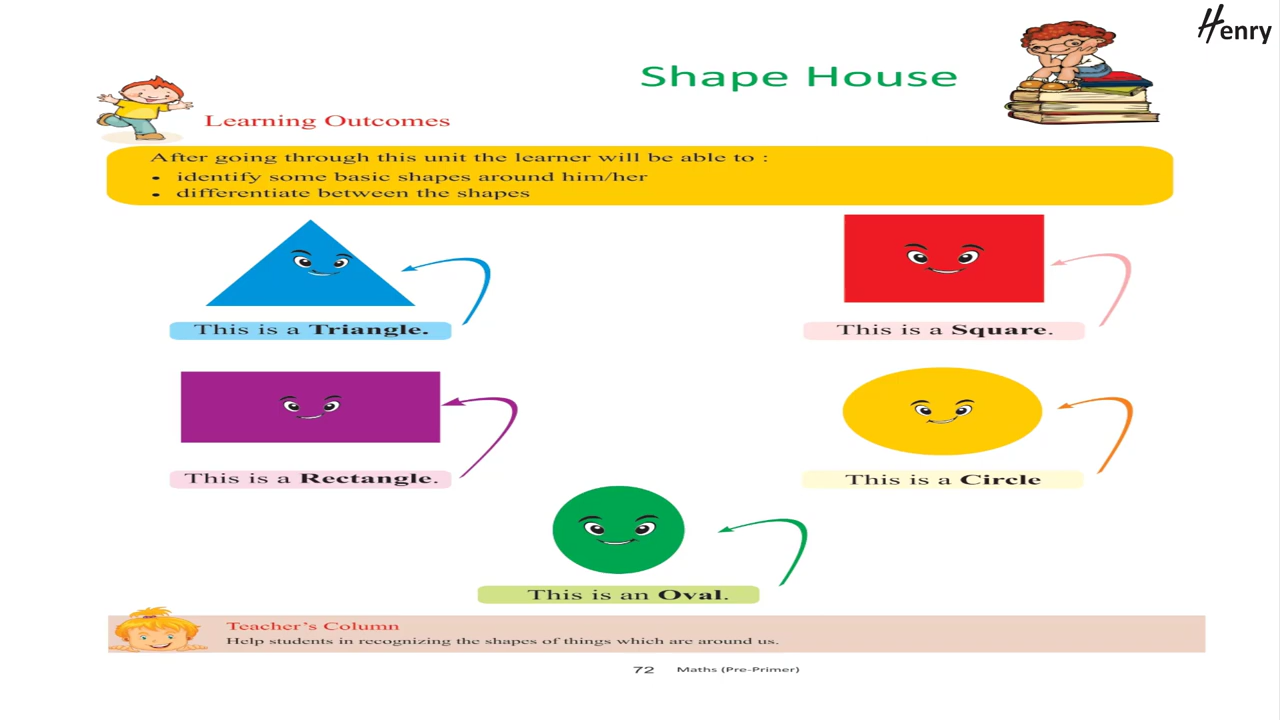 Henry
Shape House
Learning Outcomes
After going through this unit the learner will be able to :
• identify some basic shapes around him/her
• differentiate between the shapes
This is a Triangle.
This is a Square.
This is a Rectangle.
This is a Circle
This is an Oval.
Teacher's Column
Help students in recognizing the shapes of things which are around us.
72 Maths (Pre-Primer)